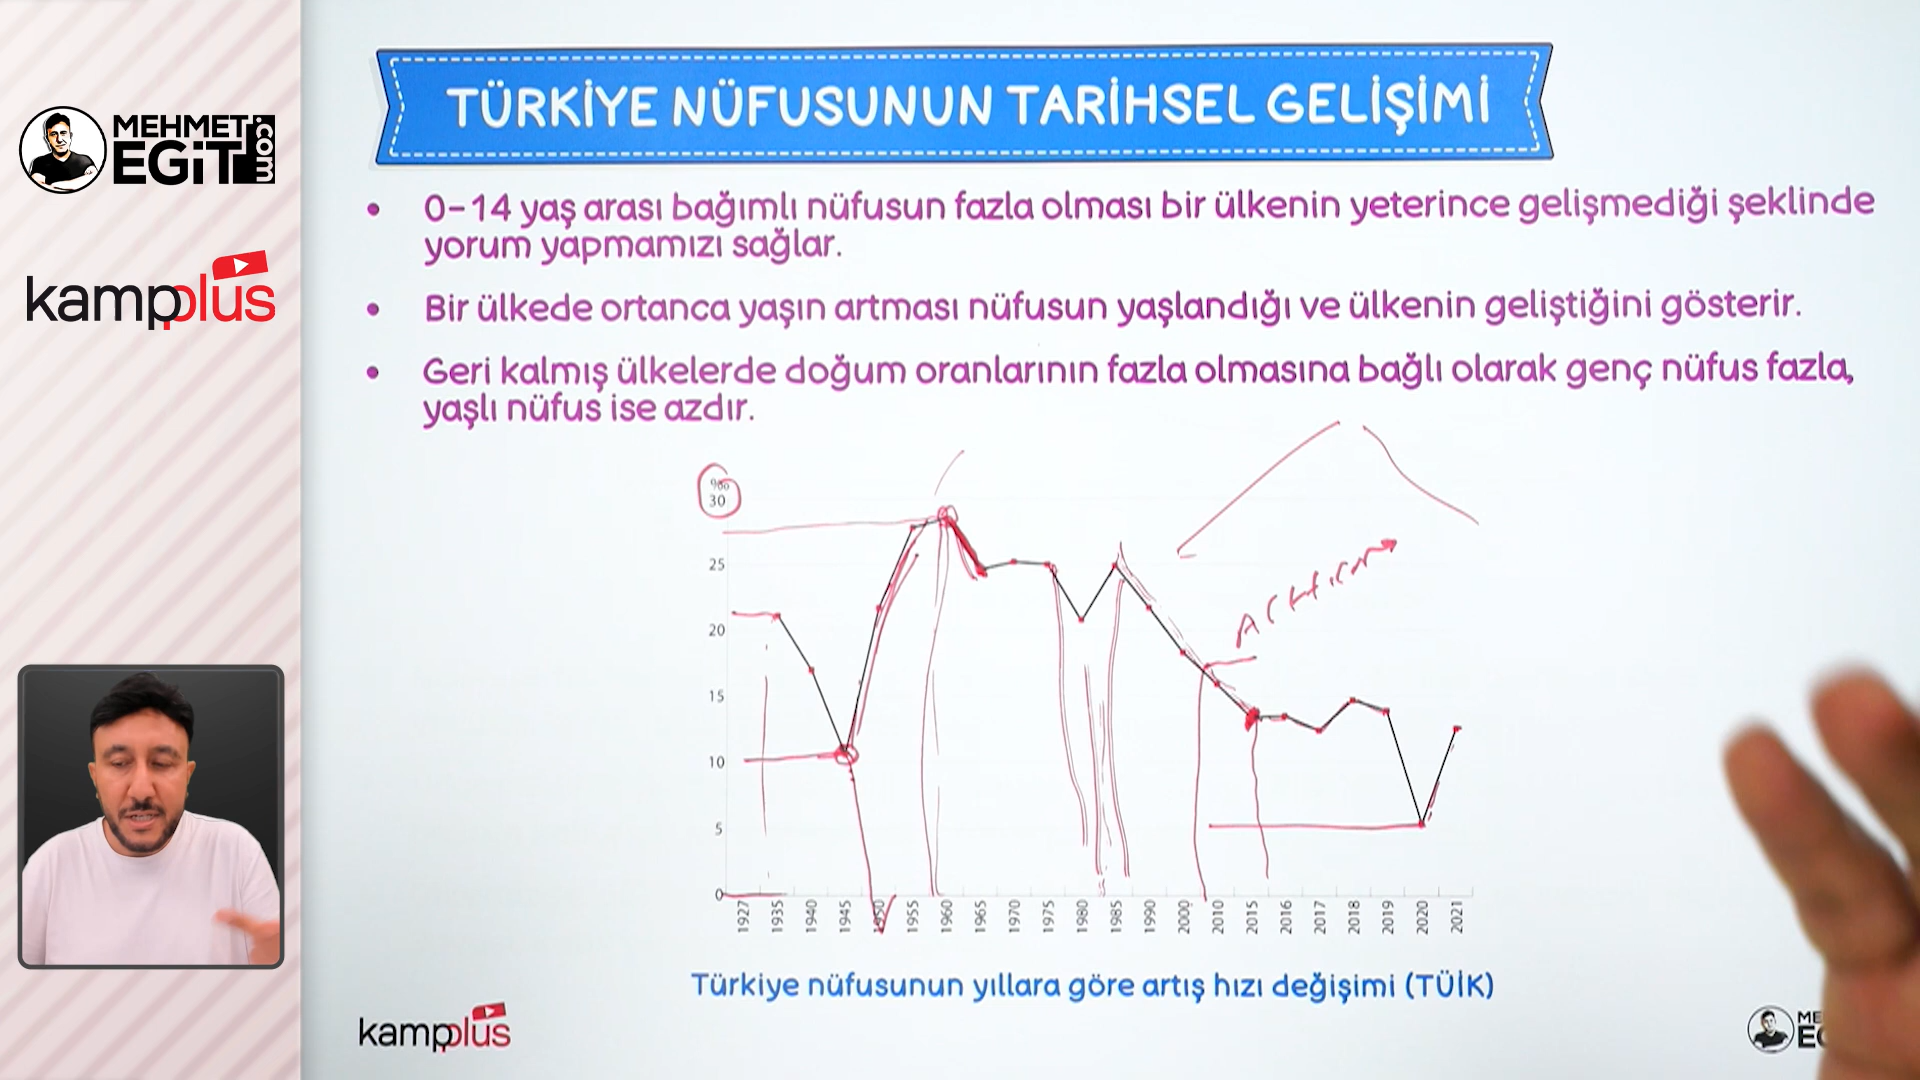 MEHMET
EGİT
.com
kampplus
TÜRKİYE NÜFUSUNUN TARİHSEL GELİŞİMİ
• 0-14 yaş arası bağımlı nüfusun fazla olması bir ülkenin yeterince gelişmediği şeklinde
yorum yapmamızı sağlar.
• Bir ülkede ortanca yaşın artması nüfusun yaşlandığı ve ülkenin geliştiğini gösterir.
• Geri kalmış ülkelerde doğum oranlarının fazla olmasına bağlı olarak genç nüfus fazla,
yaşlı nüfus ise azdır.
‰
30
25
20
15
10
5
0
1927 1935 1940 1945 1950 1955 1960 1965 1970 1975 1980 1985 1990 2000 2010 2015 2016 2017 2018 2019 2020 2021
Türkiye nüfusunun yıllara göre artış hızı değişimi (TÜİK)
kampplus